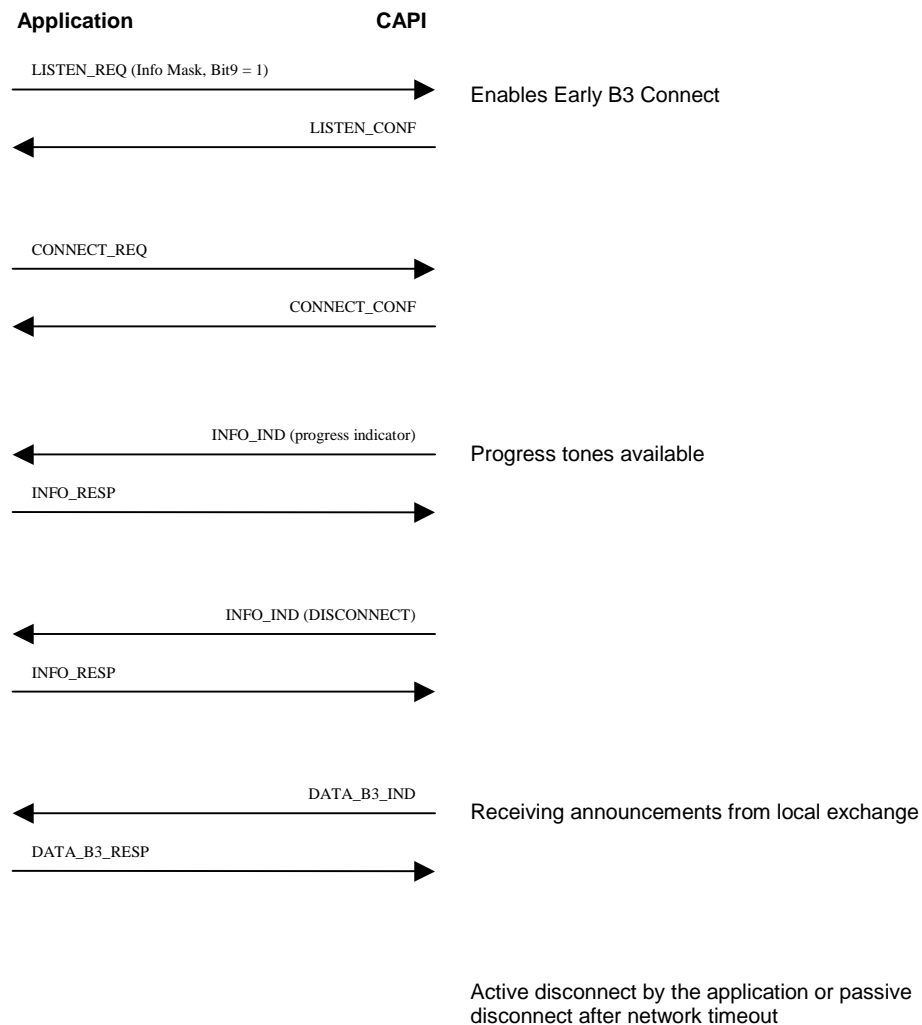 Application CAPI
LISTEN_REQ (Info Mask, Bit9 = 1)
Enables Early B3 Connect
LISTEN_CONF
CONNECT_REQ
CONNECT_CONF
INFO_IND (progress indicator)
Progress tones available
INFO_RESP
INFO_IND (DISCONNECT)
INFO_RESP
DATA_B3_IND
Receiving announcements from local exchange
DATA_B3_RESP
Active disconnect by the application or passive
disconnect after network timeout